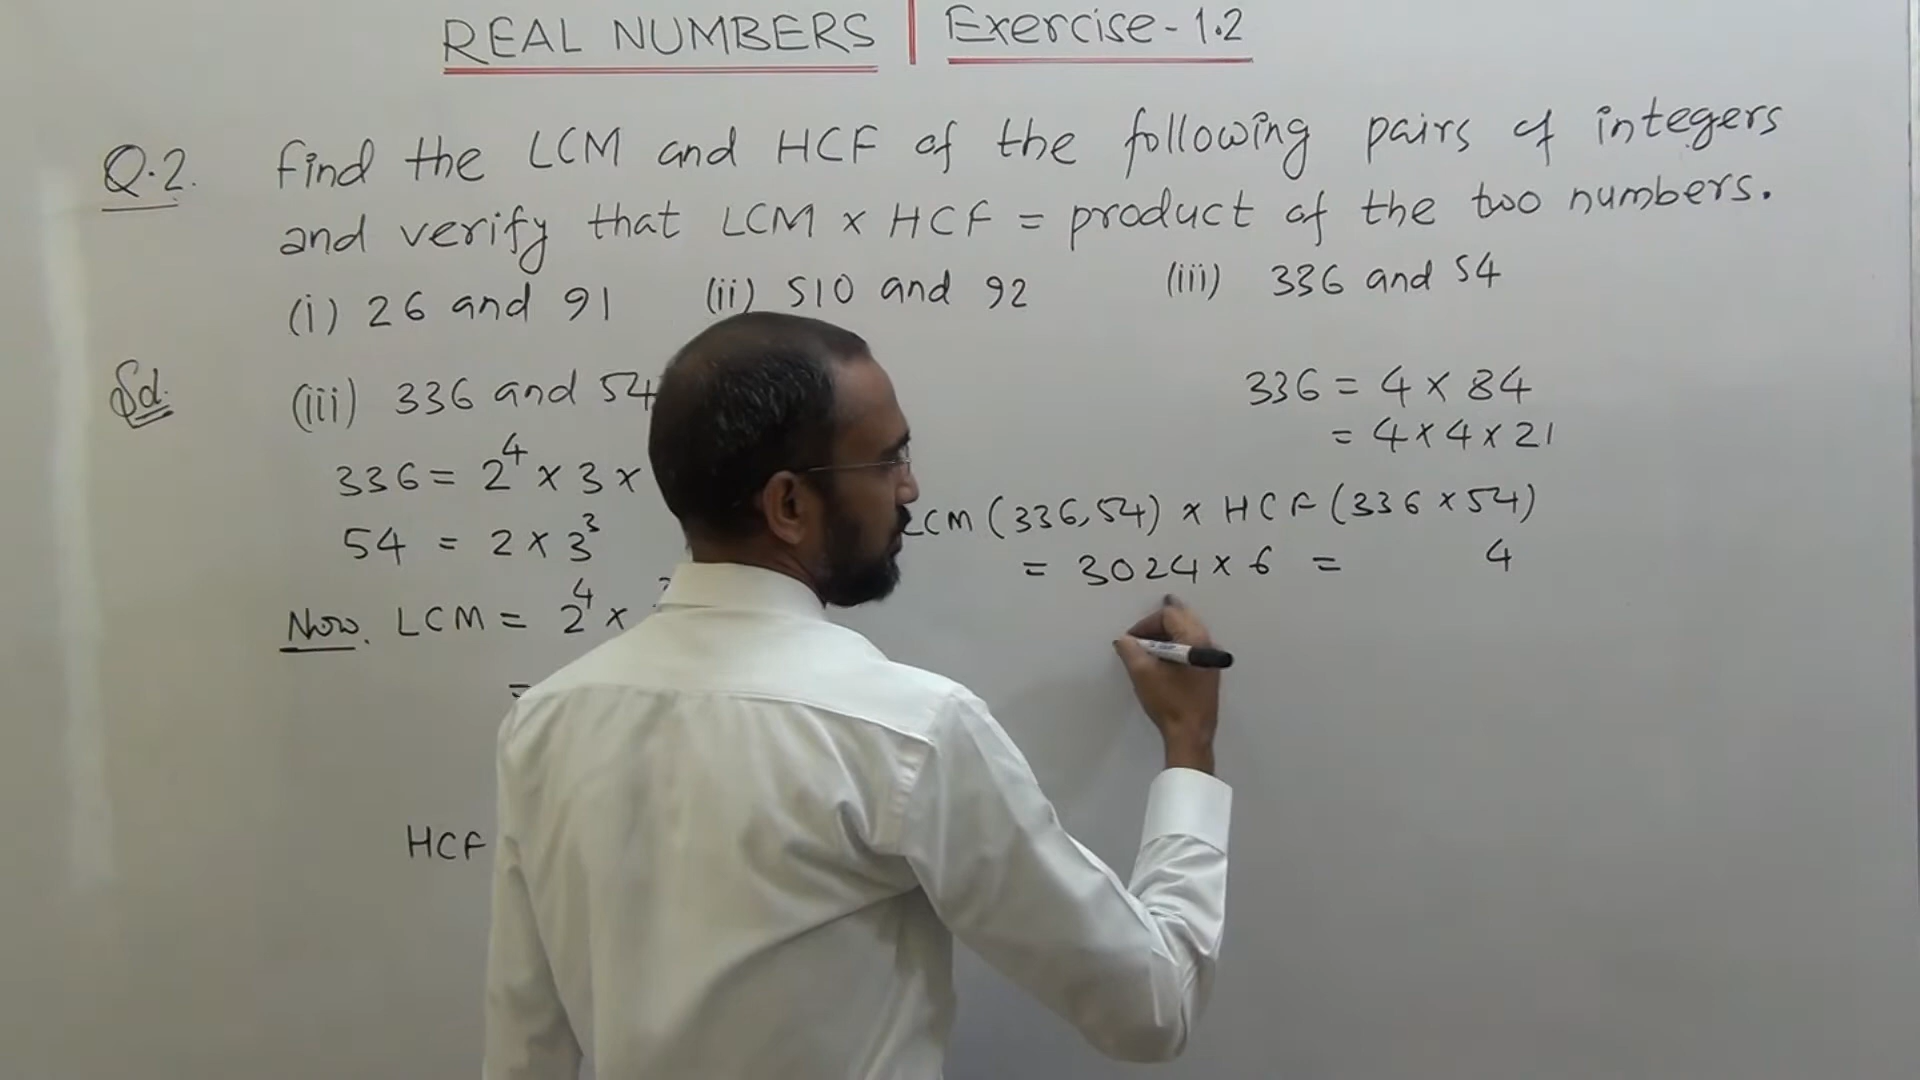 REAL NUMBERS | Exercise-1.2
Q.2. Find the LCM and HCF of the following pairs of integers
and verify that LCM × HCF = product of the two numbers.
(i) 26 and 91 (ii) 510 and 92 (iii) 336 and 54
Sol. (iii) 336 and 54
336 = 2⁴ × 3 ×
54 = 2 × 3³
Now. LCM = 2⁴ ×
=
HCF
336 = 4 × 84
= 4 × 4 × 21
LCM (336, 54) × HCF (336 × 54)
= 3024 × 6 = 4